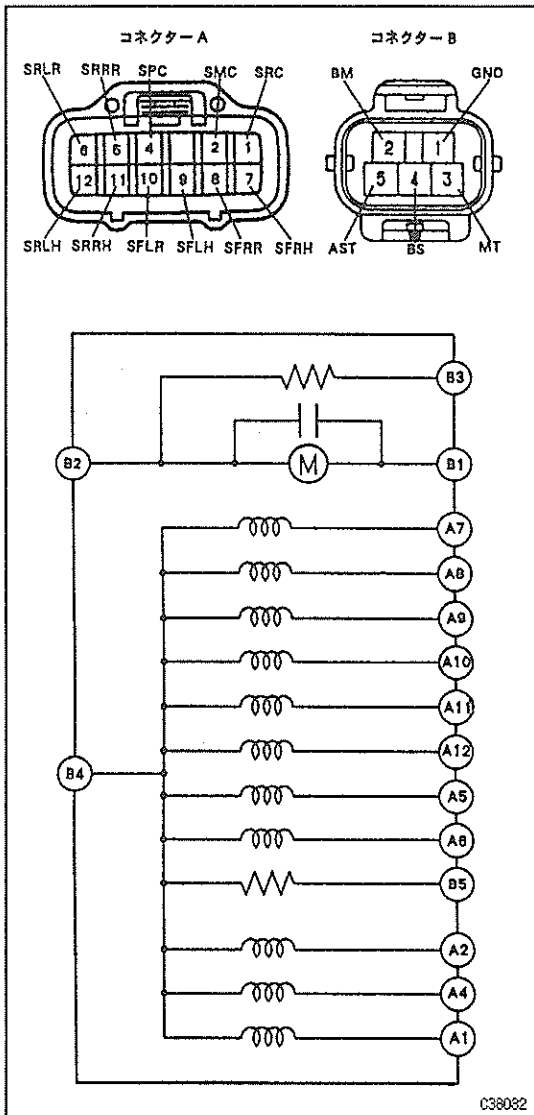 コネクターA コネクターB
SRLR SRRR SPC SMC SRC BM GND
6 5 4 2 1 2 1
12 11 10 9 8 7 5 4 3
SRLH SRRH SFLR SFLH SFRR SFRH AST BS MT
B3
B2 M B1
A7
A8
A9
A10
A11
B4 A12
A5
A6
B5
A2
A4
A1
C38032